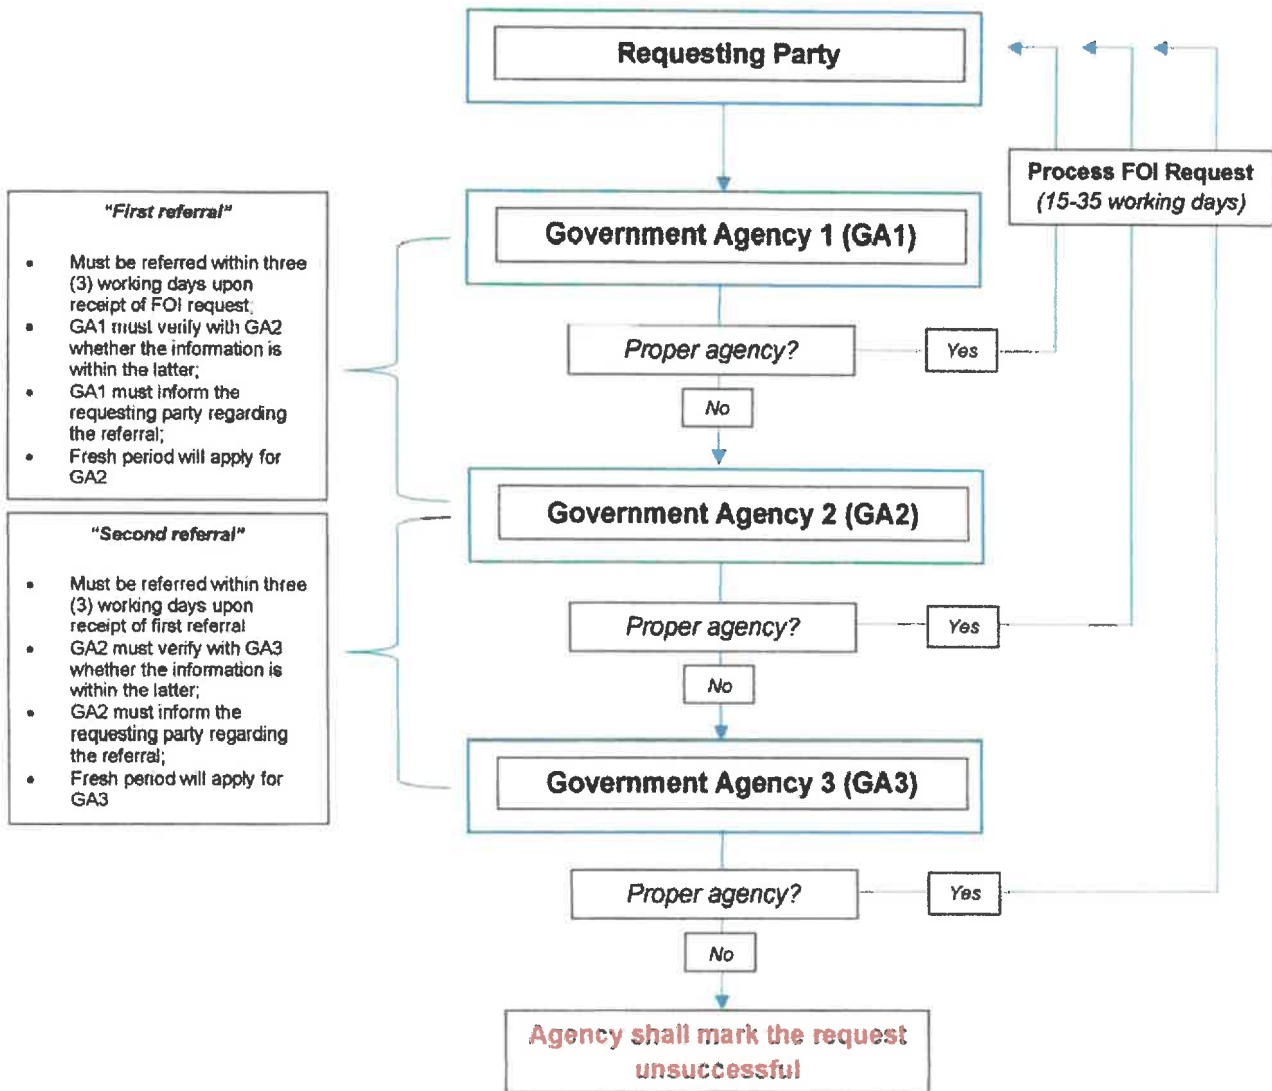 Requesting Party
Process FOI Request
(15-35 working days)
"First referral"
• Must be referred within three
(3) working days upon
receipt of FOI request;
• GA1 must verify with GA2
whether the information is
within the latter;
• GA1 must inform the
requesting party regarding
the referral;
• Fresh period will apply for
GA2
Government Agency 1 (GA1)
Proper agency?
Yes
No
"Second referral"
• Must be referred within three
(3) working days upon
receipt of first referral
• GA2 must verify with GA3
whether the information is
within the latter;
• GA2 must inform the
requesting party regarding
the referral;
• Fresh period will apply for
GA3
Government Agency 2 (GA2)
Proper agency?
Yes
No
Government Agency 3 (GA3)
Proper agency?
Yes
No
Agency shall mark the request
unsuccessful